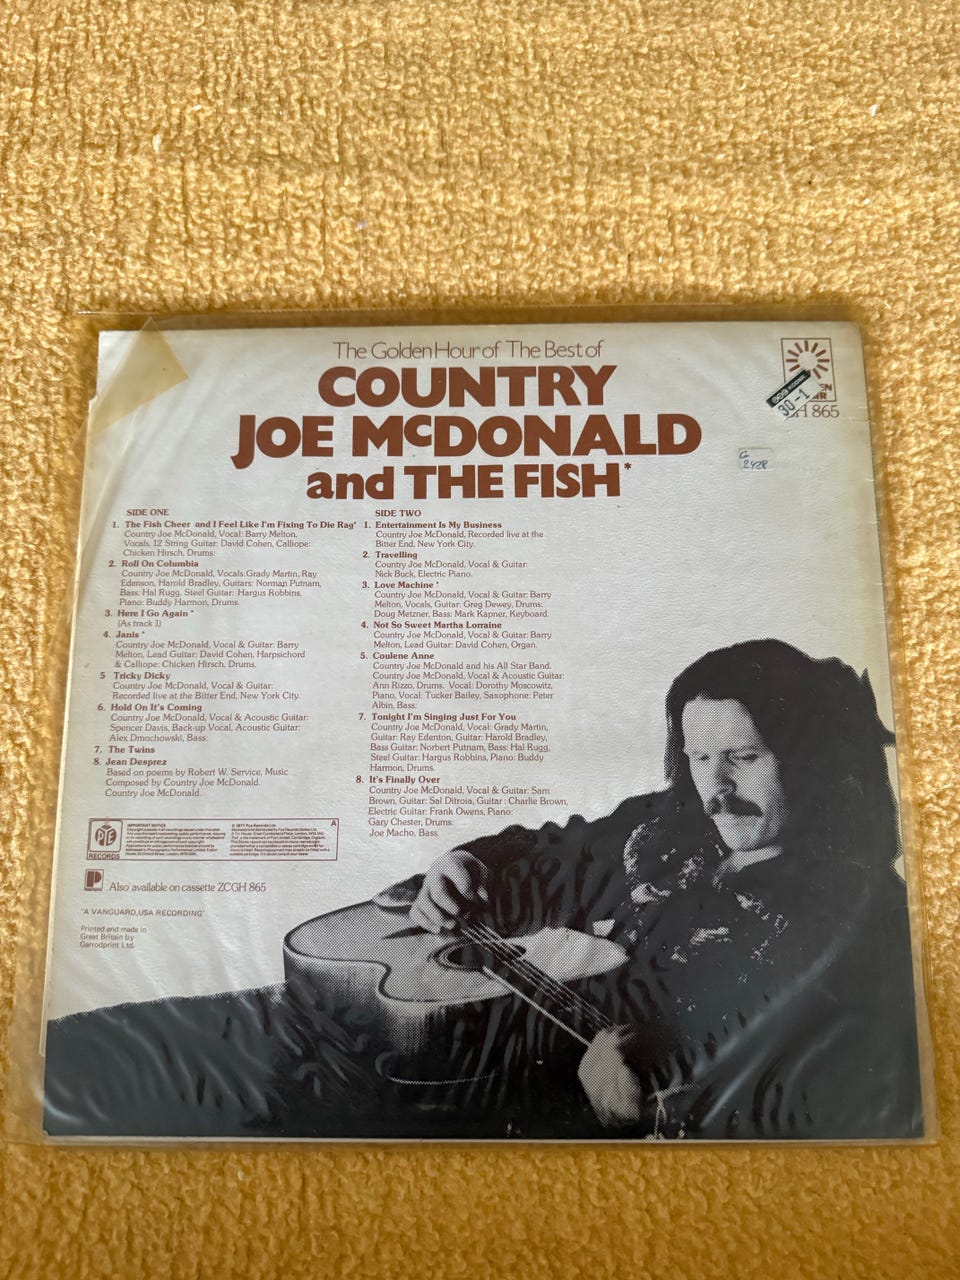 The Golden Hour of The Best of
COUNTRY
JOE McDONALD
and THE FISH*
865
30-1
G
2428
SIDE ONE
1. The Fish Cheer and I Feel Like I'm Fixing To Die Rag*
Country Joe McDonald, Vocal: Barry Melton,
Vocals, 12 String Guitar: David Cohen, Calliope:
Chicken Hirsch, Drums:
2. Roll On Columbia
Country Joe McDonald, Vocals:Grady Martin, Ray
Edenson, Harold Bradley, Guitars: Norman Putnam,
Bass: Hal Rugg, Steel Guitar: Hargus Robbins,
Piano: Buddy Harmon, Drums.
3. Here I Go Again *
(As track 1)
4. Janis *
Country Joe McDonald, Vocal & Guitar: Barry
Melton, Lead Guitar: David Cohen, Harpsichord
& Calliope: Chicken Hirsch, Drums.
5 Tricky Dicky
Country Joe McDonald, Vocal & Guitar:
Recorded live at the Bitter End, New York City.
6. Hold On It's Coming
Country Joe McDonald, Vocal & Acoustic Guitar:
Spencer Davis, Back-up Vocal, Acoustic Guitar:
Alex Dmochowski, Bass:
7. The Twins
8. Jean Desprez
Based on poems by Robert W. Service, Music
Composed by Country Joe McDonald.
Country Joe McDonald.
SIDE TWO
1. Entertainment Is My Business
Country Joe McDonald, Recorded live at the
Bitter End, New York City.
2. Travelling
Country Joe McDonald, Vocal & Guitar:
Nick Buck, Electric Piano.
3. Love Machine *
Country Joe McDonald, Vocal & Guitar: Barry
Melton, Vocals, Guitar: Greg Dewey, Drums:
Doug Metzner, Bass: Mark Kapner, Keyboard.
4. Not So Sweet Martha Lorraine
Country Joe McDonald, Vocal & Guitar: Barry
Melton, Lead Guitar: David Cohen, Organ.
5. Coulene Anne
Country Joe McDonald and his All Star Band.
Country Joe McDonald, Vocal & Acoustic Guitar:
Ann Rizzo, Drums. Vocal: Dorothy Moscowitz,
Piano, Vocal: Tucker Bailey, Saxophone: Peter
Albin, Bass:
7. Tonight I'm Singing Just For You
Country Joe McDonald, Vocal: Grady Martin,
Guitar: Ray Edenton, Guitar: Harold Bradley,
Bass Guitar: Norbert Putnam, Bass: Hal Rugg,
Steel Guitar: Hargus Robbins, Piano: Buddy
Harmon, Drums.
8. It's Finally Over
Country Joe McDonald, Vocal & Guitar: Sam
Brown, Guitar: Sal Ditroia, Guitar : Charlie Brown,
Electric Guitar: Frank Owens, Piano:
Gary Chester, Drums:
Joe Macho, Bass.
PYE
RECORDS
IMPORTANT NOTICE
A
© 1977 Pye Records Ltd.
Also available on cassette ZCGH 865
'A VANGUARD,USA RECORDING'
Printed and made in
Great Britain by
Garrodprint Ltd.